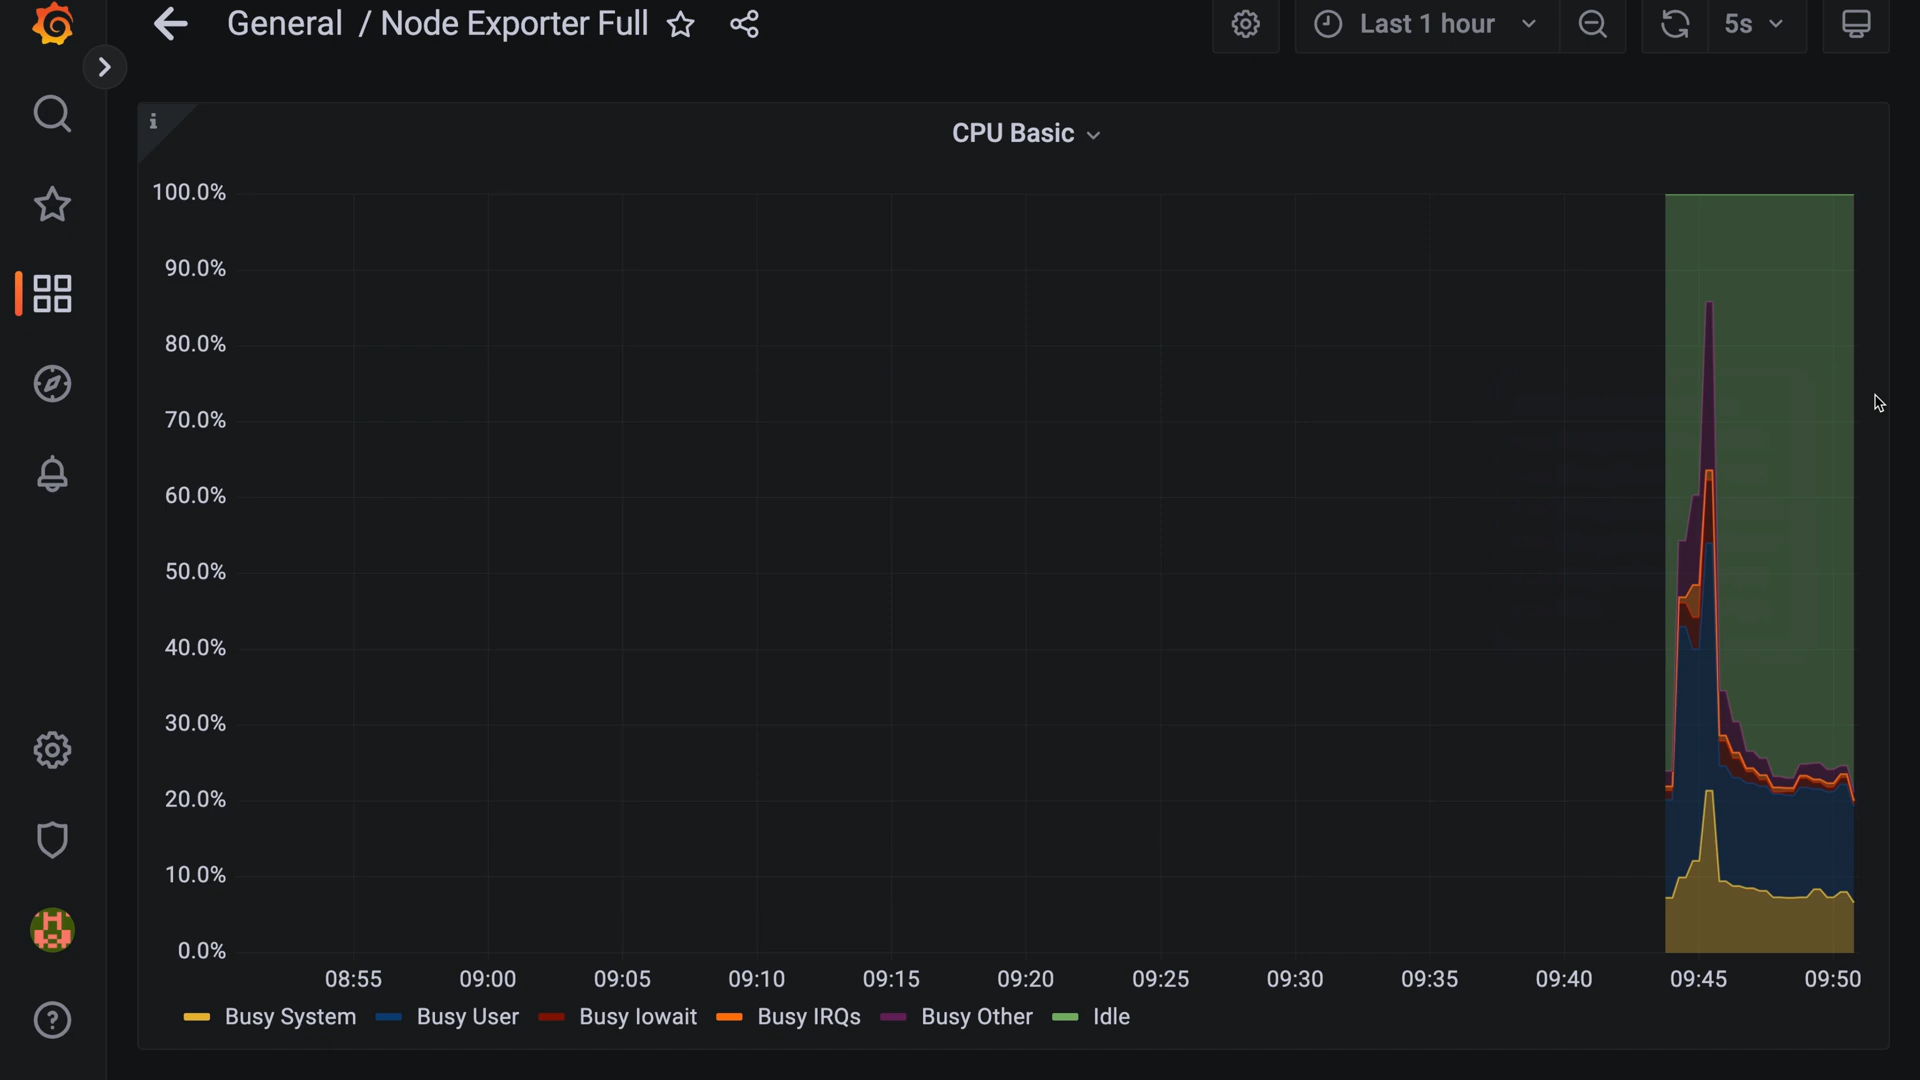 General / Node Exporter Full
Last 1 hour
5s
i
CPU Basic
100.0%
90.0%
80.0%
70.0%
60.0%
50.0%
40.0%
30.0%
20.0%
10.0%
0.0%
08:55 09:00 09:05 09:10 09:15 09:20 09:25 09:30 09:35 09:40 09:45 09:50
Busy System Busy User Busy Iowait Busy IRQs Busy Other Idle